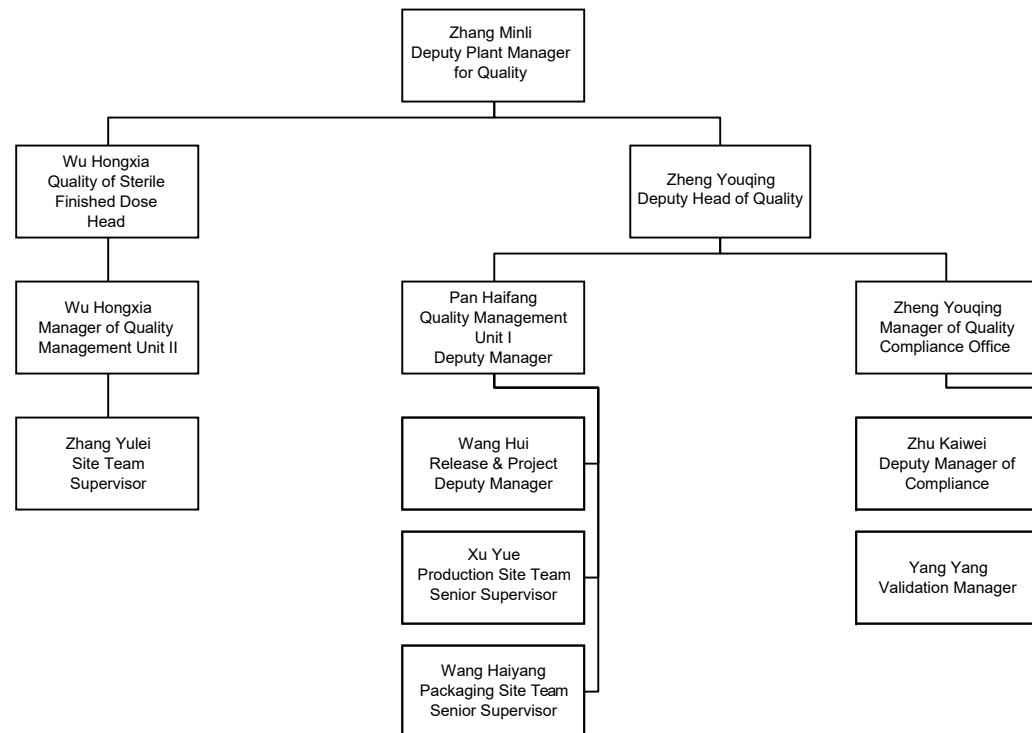 Zhang Minli
Deputy Plant Manager
for Quality
Wu Hongxia
Quality of Sterile
Finished Dose
Head
Zheng Youqing
Deputy Head of Quality
Wu Hongxia
Manager of Quality
Management Unit II
Pan Haifang
Quality Management
Unit I
Deputy Manager
Zheng Youqing
Manager of Quality
Compliance Office
Zhang Yulei
Site Team
Supervisor
Wang Hui
Release & Project
Deputy Manager
Zhu Kaiwei
Deputy Manager of
Compliance
Xu Yue
Production Site Team
Senior Supervisor
Yang Yang
Validation Manager
Wang Haiyang
Packaging Site Team
Senior Supervisor